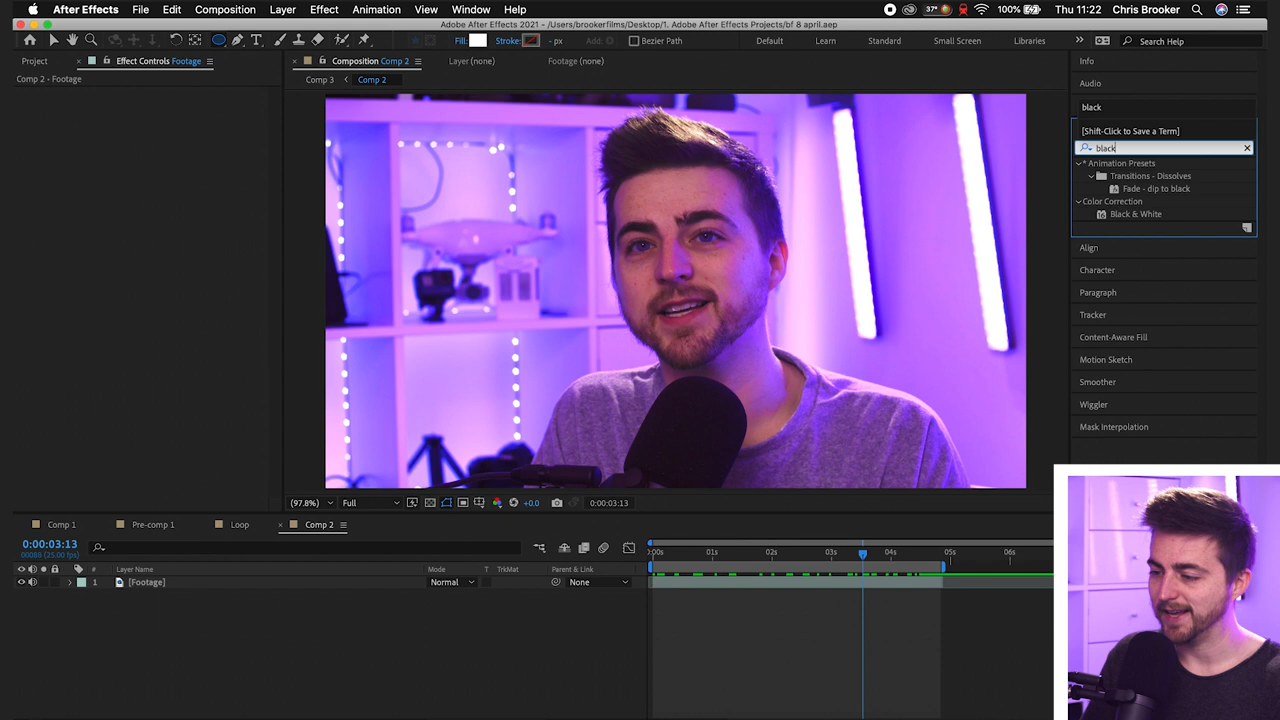 After Effects File Edit Composition Layer Effect Animation View Window Help 37° 100% Thu 11:22 Chris Brooker
Adobe After Effects 2021 - /Users/brookerfilms/Desktop/1. Adobe After Effects Projects/bf 8 april.aep
Fill: Stroke: - px Add: Bezier Path Default Learn Standard Small Screen Libraries Search Help
Project Effect Controls Footage Composition Comp 2 Layer (none) Footage (none) Info
Comp 2 - Footage Comp 3 Comp 2 Audio
black
[Shift-Click to Save a Term]
black
* Animation Presets
Transitions - Dissolves
Fade - dip to black
Color Correction
Black & White
Align
Character
Paragraph
Tracker
Content-Aware Fill
Motion Sketch
Smoother
Wiggler
Mask Interpolation
(97.8%) Full +0.0 0:00:03:13
Comp 1 Pre-comp 1 Loop Comp 2
0:00:03:13
00088 (25.00 fps)
:00s 01s 02s 03s 04s 05s 06s
# Layer Name Mode T TrkMat Parent & Link
1 [Footage] Normal None